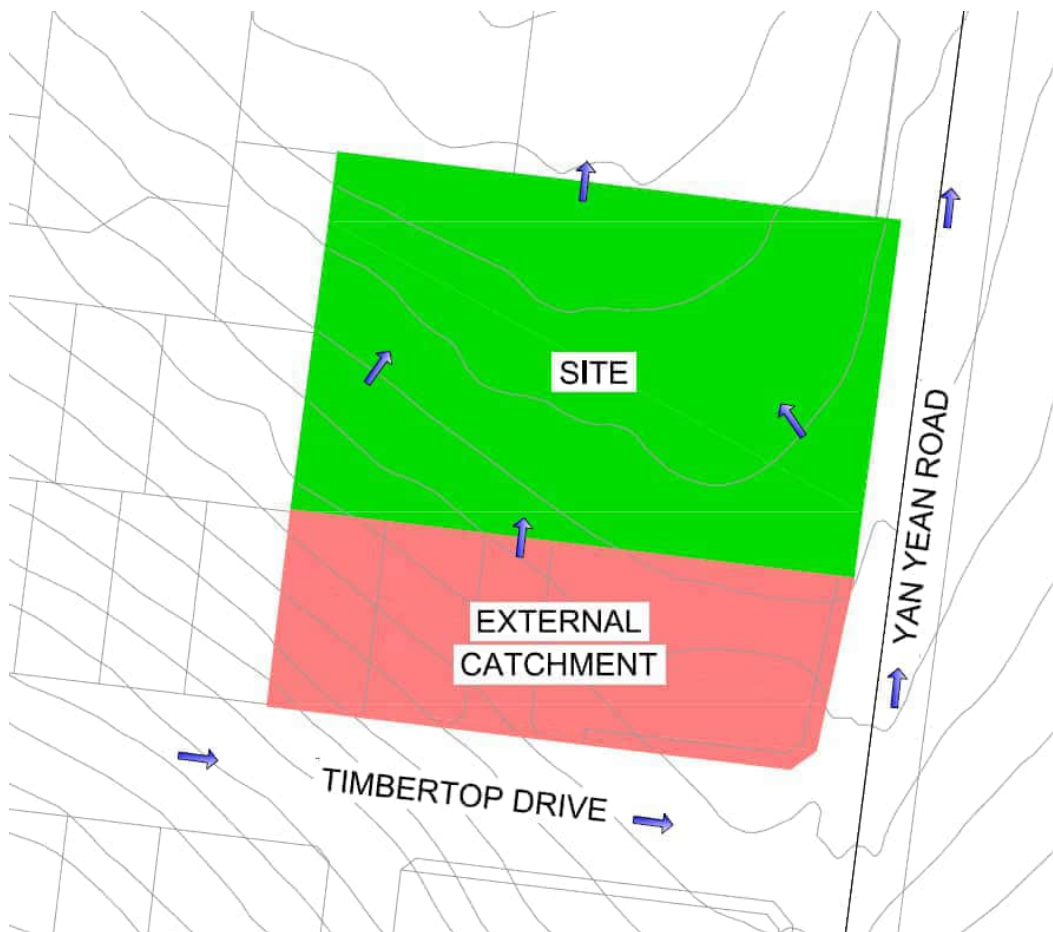 SITE
YAN YEAN ROAD
EXTERNAL
CATCHMENT
TIMBERTOP DRIVE